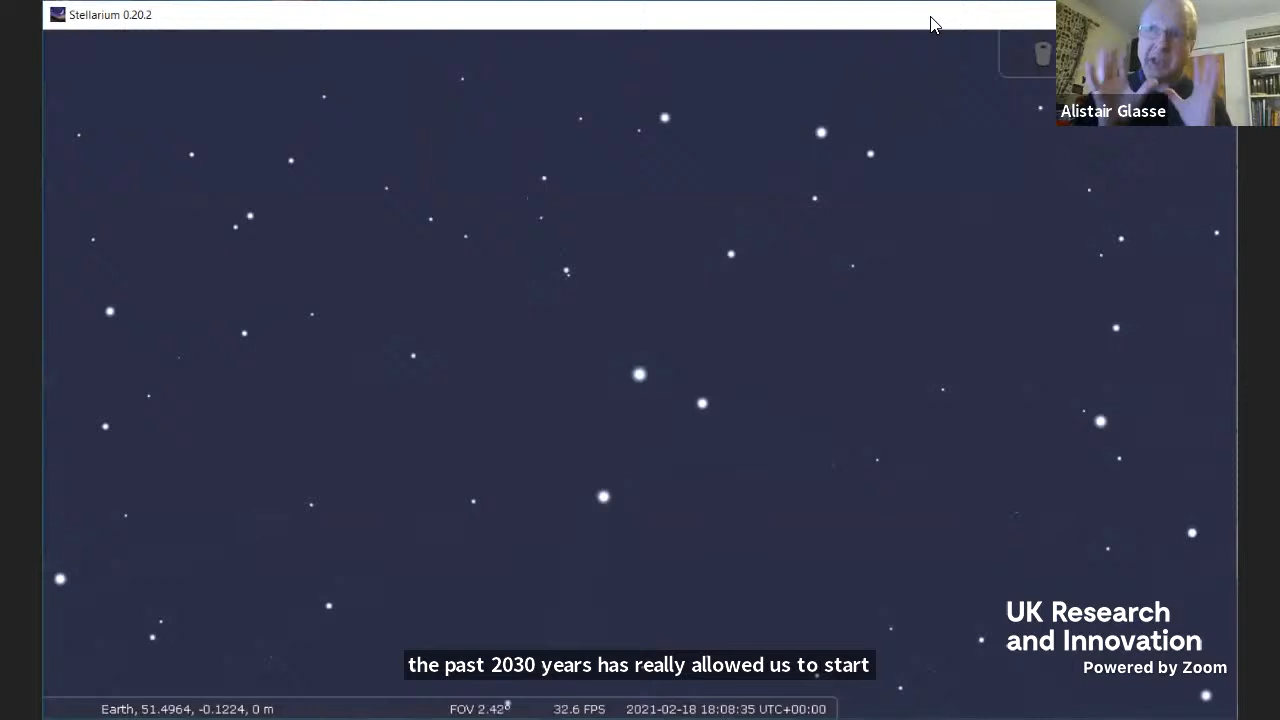 Stellarium 0.20.2
Alistair Glasse
UK Research
and Innovation
Powered by Zoom
the past 2030 years has really allowed us to start
Earth, 51.4964, -0.1224, 0 m
FOV 2.42°
32.6 FPS
2021-02-18 18:08:35 UTC+00:00